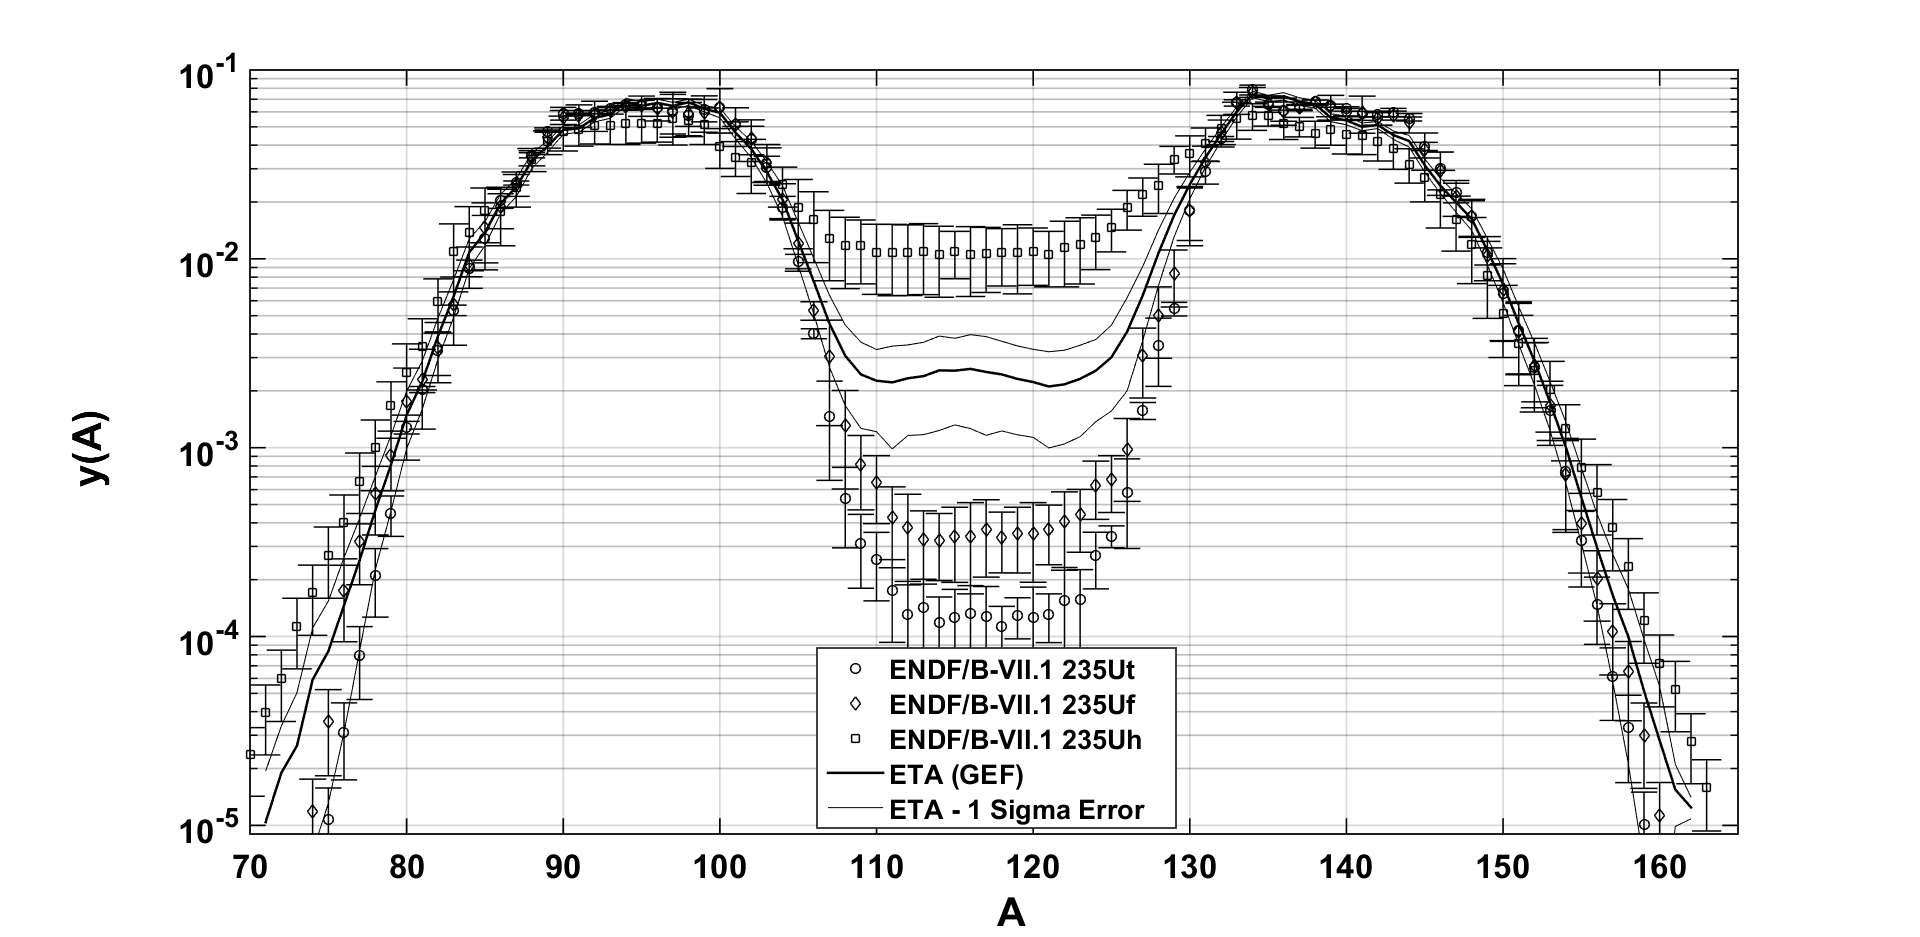 10-1
10-2
10-3
10-4
10-5
y(A)
ENDF/B-VII.1 235Ut
ENDF/B-VII.1 235Uf
ENDF/B-VII.1 235Uh
ETA (GEF)
ETA - 1 Sigma Error
70 80 90 100 110 120 130 140 150 160
A